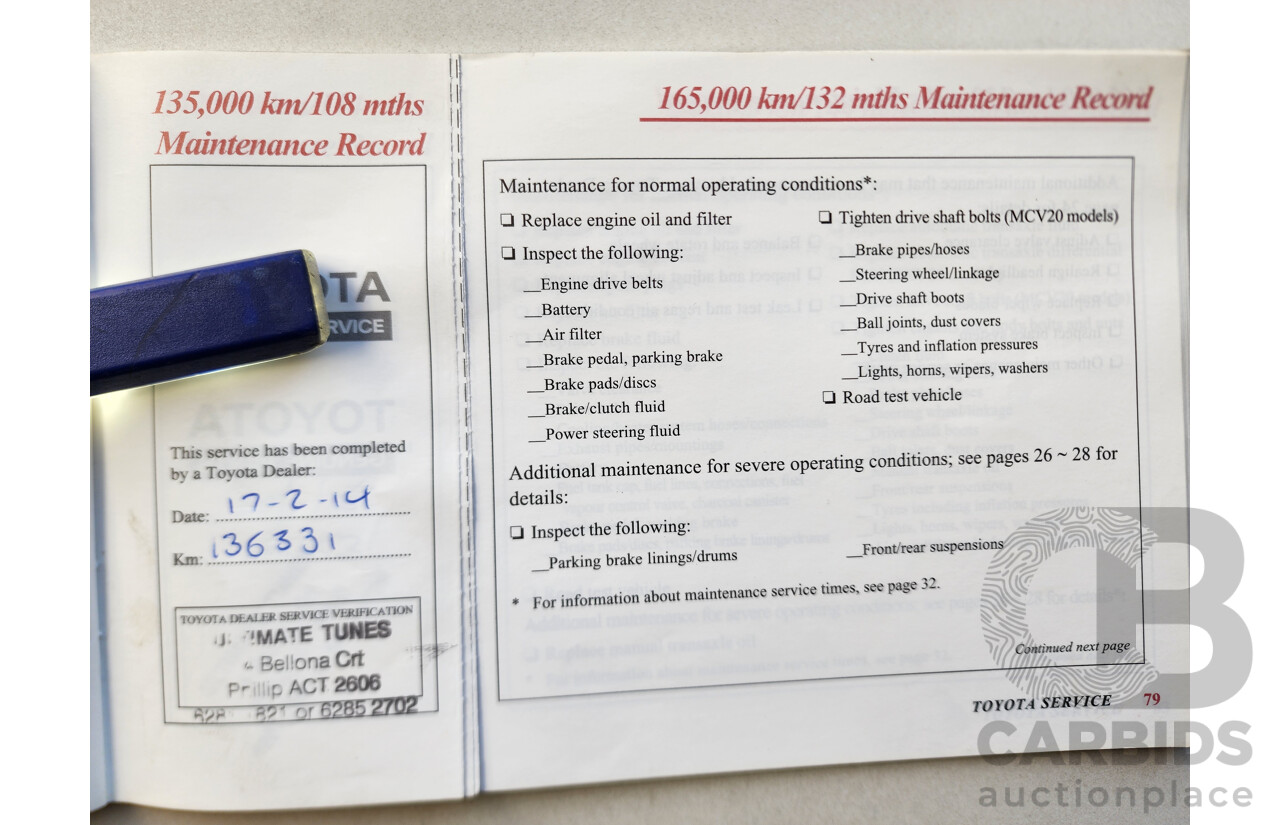 135,000 km/108 mths
Maintenance Record
OTA
RVICE
This service has been completed
by a Toyota Dealer:
Date: 17-2-14
Km: 136331
TOYOTA DEALER SERVICE VERIFICATION
MATE TUNES
Bellona Crt
Phillip ACT 2606
821 or 6285 2702
165,000 km/132 mths Maintenance Record
Maintenance for normal operating conditions*:
❏ Replace engine oil and filter
❏ Inspect the following:
__Engine drive belts
__Battery
__Air filter
__Brake pedal, parking brake
__Brake pads/discs
__Brake/clutch fluid
__Power steering fluid
❏ Tighten drive shaft bolts (MCV20 models)
__Brake pipes/hoses
__Steering wheel/linkage
__Drive shaft boots
__Ball joints, dust covers
__Tyres and inflation pressures
__Lights, horns, wipers, washers
❏ Road test vehicle
Additional maintenance for severe operating conditions; see pages 26 ~ 28 for
details:
❏ Inspect the following:
__Parking brake linings/drums
__Front/rear suspensions
* For information about maintenance service times, see page 32.
Continued next page
TOYOTA SERVICE 79
CB
CARBIDS
auctionplace